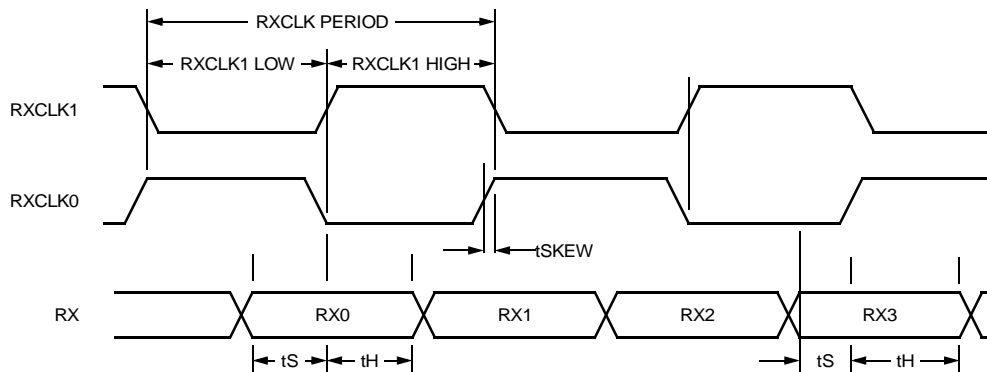 RXCLK PERIOD
RXCLK1 LOW RXCLK1 HIGH
RXCLK1
RXCLK0
tSKEW
RX RX0 RX1 RX2 RX3
tS tH tS tH